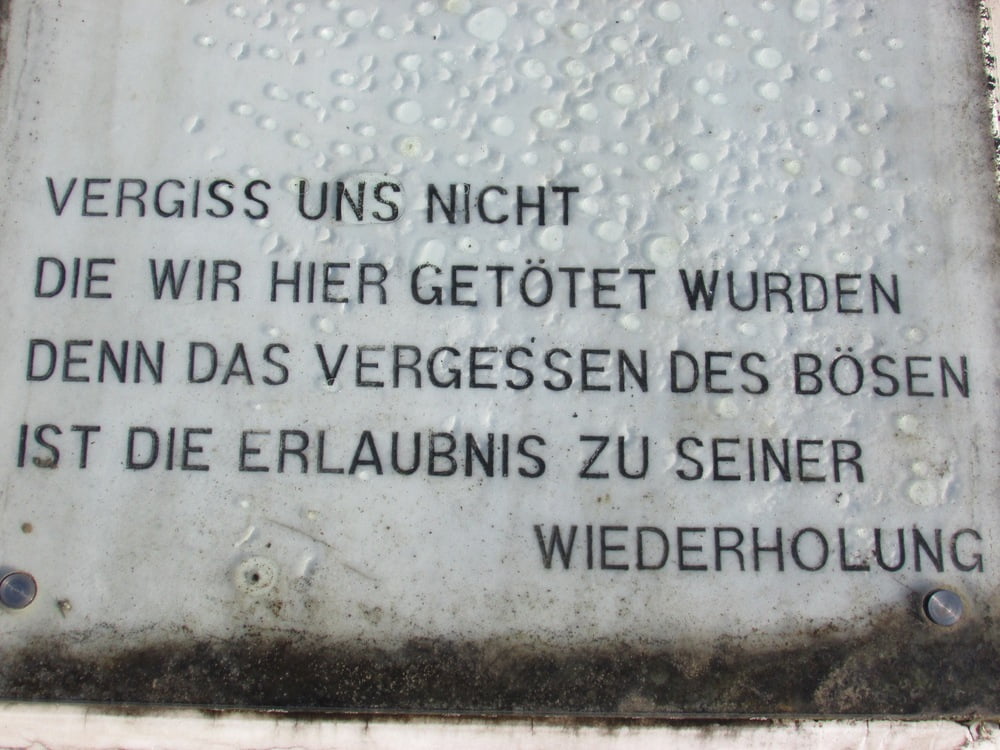 VERGISS UNS NICHT
DIE WIR HIER GETÖTET WURDEN
DENN DAS VERGESSEN DES BÖSEN
IST DIE ERLAUBNIS ZU SEINER
WIEDERHOLUNG